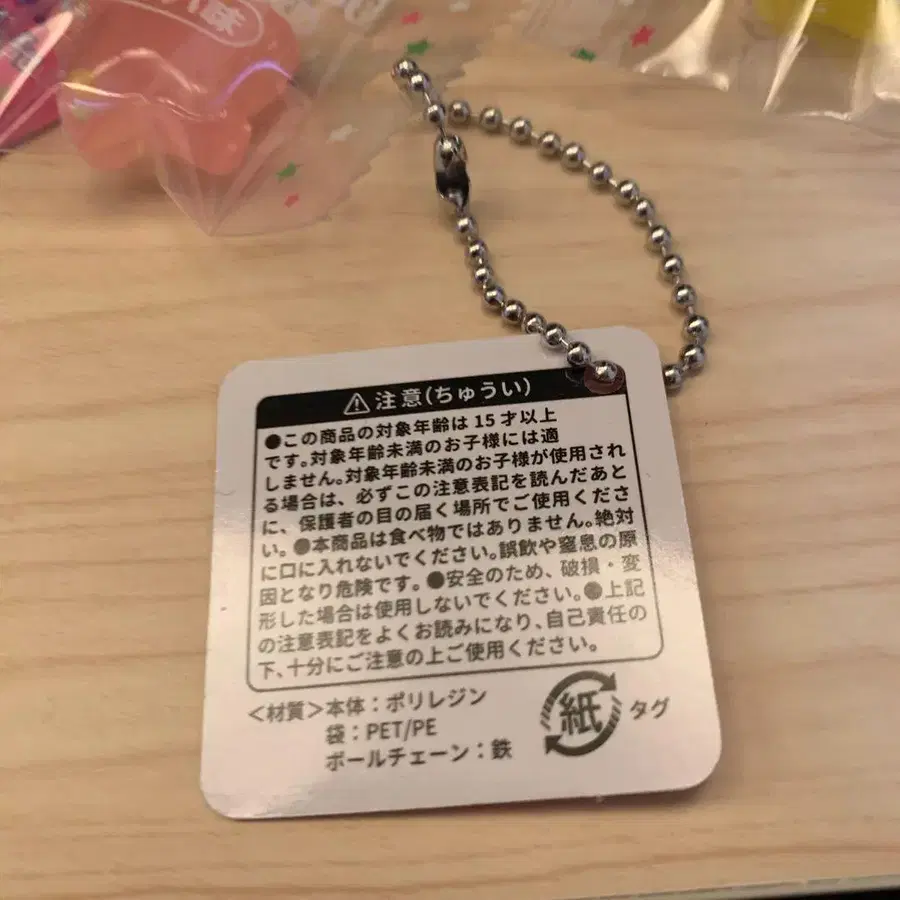 味
⚠注意(ちゅうい)
●この商品の対象年齢は15才以上
です。対象年齢未満のお子様には適
しません。対象年齢未満のお子様が使用され
る場合は、必ずこの注意表記を読んだあと
に、保護者の目の届く場所でご使用くださ
い。●本商品は食べ物ではありません。絶対
に口に入れないでください。誤飲や窒息の原
因となり危険です。●安全のため、破損・変
形した場合は使用しないでください。●上記
の注意表記をよくお読みになり、自己責任の
下、十分にご注意の上ご使用ください。
<材質>本体：ポリレジン
袋：PET/PE
ボールチェーン：鉄
紙 タグ